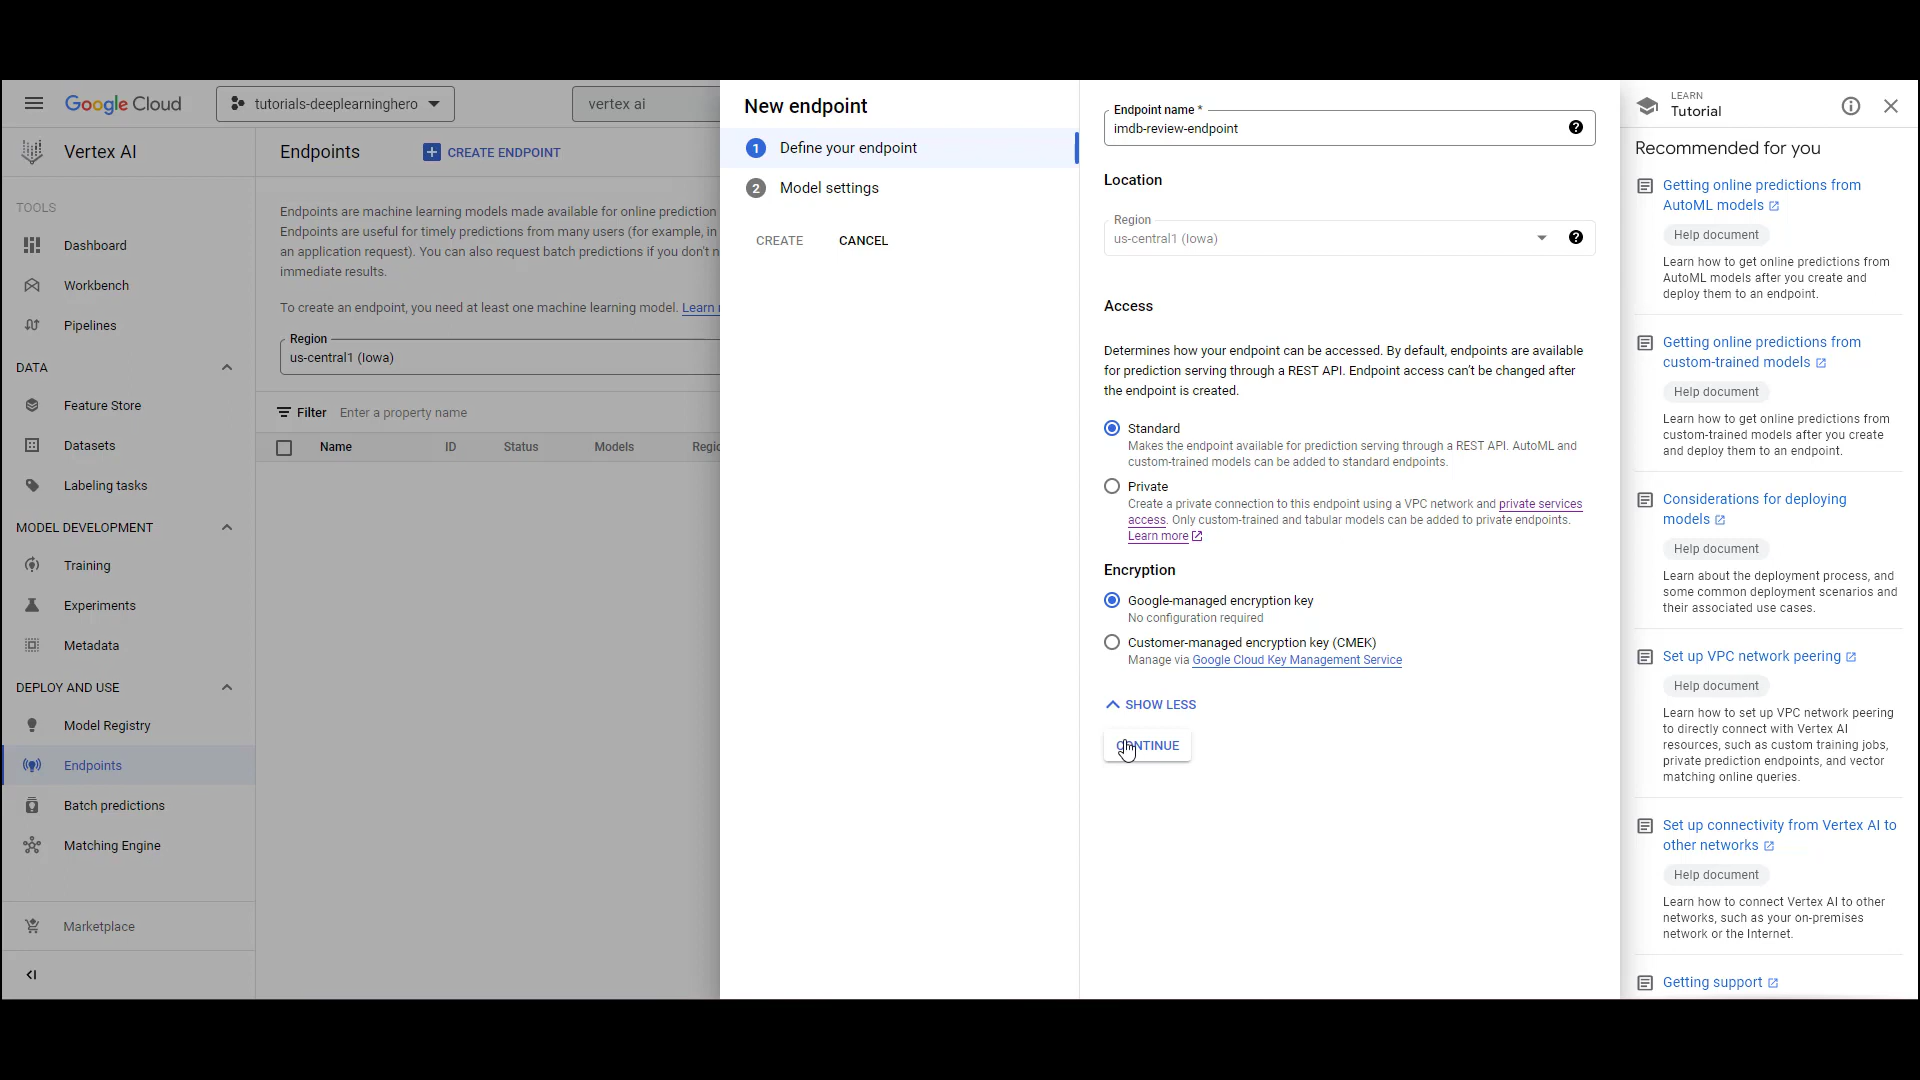 Google Cloud
tutorials-deeplearninghero
vertex ai
Vertex AI
Endpoints
CREATE ENDPOINT
TOOLS
Dashboard
Workbench
Pipelines
DATA
Feature Store
Datasets
Labeling tasks
MODEL DEVELOPMENT
Training
Experiments
Metadata
DEPLOY AND USE
Model Registry
Endpoints
Batch predictions
Matching Engine
Marketplace
Endpoints are machine learning models made available for online prediction
Endpoints are useful for timely predictions from many users (for example, in
an application request). You can also request batch predictions if you don't n
immediate results.
To create an endpoint, you need at least one machine learning model. Learn
Region
us-central1 (Iowa)
Filter Enter a property name
Name ID Status Models Regio
New endpoint
1 Define your endpoint
2 Model settings
CREATE CANCEL
Endpoint name *
imdb-review-endpoint
Location
Region
us-central1 (Iowa)
Access
Determines how your endpoint can be accessed. By default, endpoints are available
for prediction serving through a REST API. Endpoint access can't be changed after
the endpoint is created.
Standard
Makes the endpoint available for prediction serving through a REST API. AutoML and
custom-trained models can be added to standard endpoints.
Private
Create a private connection to this endpoint using a VPC network and private services
access. Only custom-trained and tabular models can be added to private endpoints.
Learn more
Encryption
Google-managed encryption key
No configuration required
Customer-managed encryption key (CMEK)
Manage via Google Cloud Key Management Service
SHOW LESS
CONTINUE
LEARN
Tutorial
Recommended for you
Getting online predictions from
AutoML models
Help document
Learn how to get online predictions from
AutoML models after you create and
deploy them to an endpoint.
Getting online predictions from
custom-trained models
Help document
Learn how to get online predictions from
custom-trained models after you create
and deploy them to an endpoint.
Considerations for deploying
models
Help document
Learn about the deployment process, and
some common deployment scenarios and
their associated use cases.
Set up VPC network peering
Help document
Learn how to set up VPC network peering
to directly connect with Vertex AI
resources, such as custom training jobs,
private prediction endpoints, and vector
matching online queries.
Set up connectivity from Vertex AI to
other networks
Help document
Learn how to connect Vertex AI to other
networks, such as your on-premises
network or the Internet.
Getting support